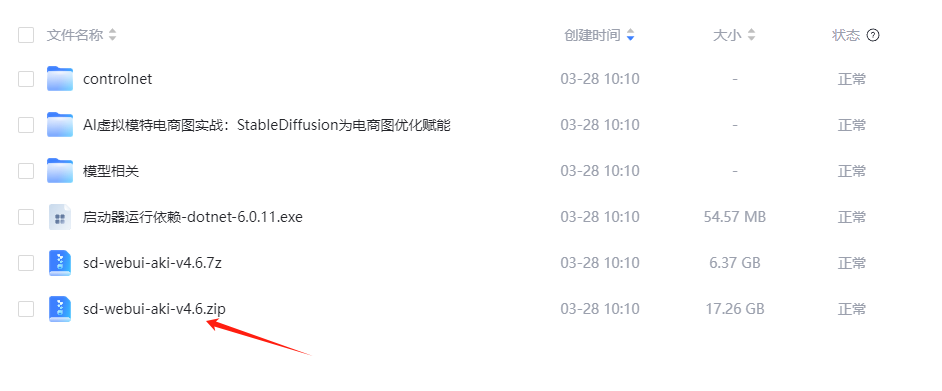 文件名称 创建时间 大小 状态
controlnet 03-28 10:10 - 正常
AI虚拟模特电商图实战：StableDiffusion为电商图优化赋能 03-28 10:10 - 正常
模型相关 03-28 10:10 - 正常
启动器运行依赖-dotnet-6.0.11.exe 03-28 10:10 54.57 MB 正常
sd-webui-aki-v4.6.7z 03-28 10:10 6.37 GB 正常
sd-webui-aki-v4.6.zip 03-28 10:10 17.26 GB 正常